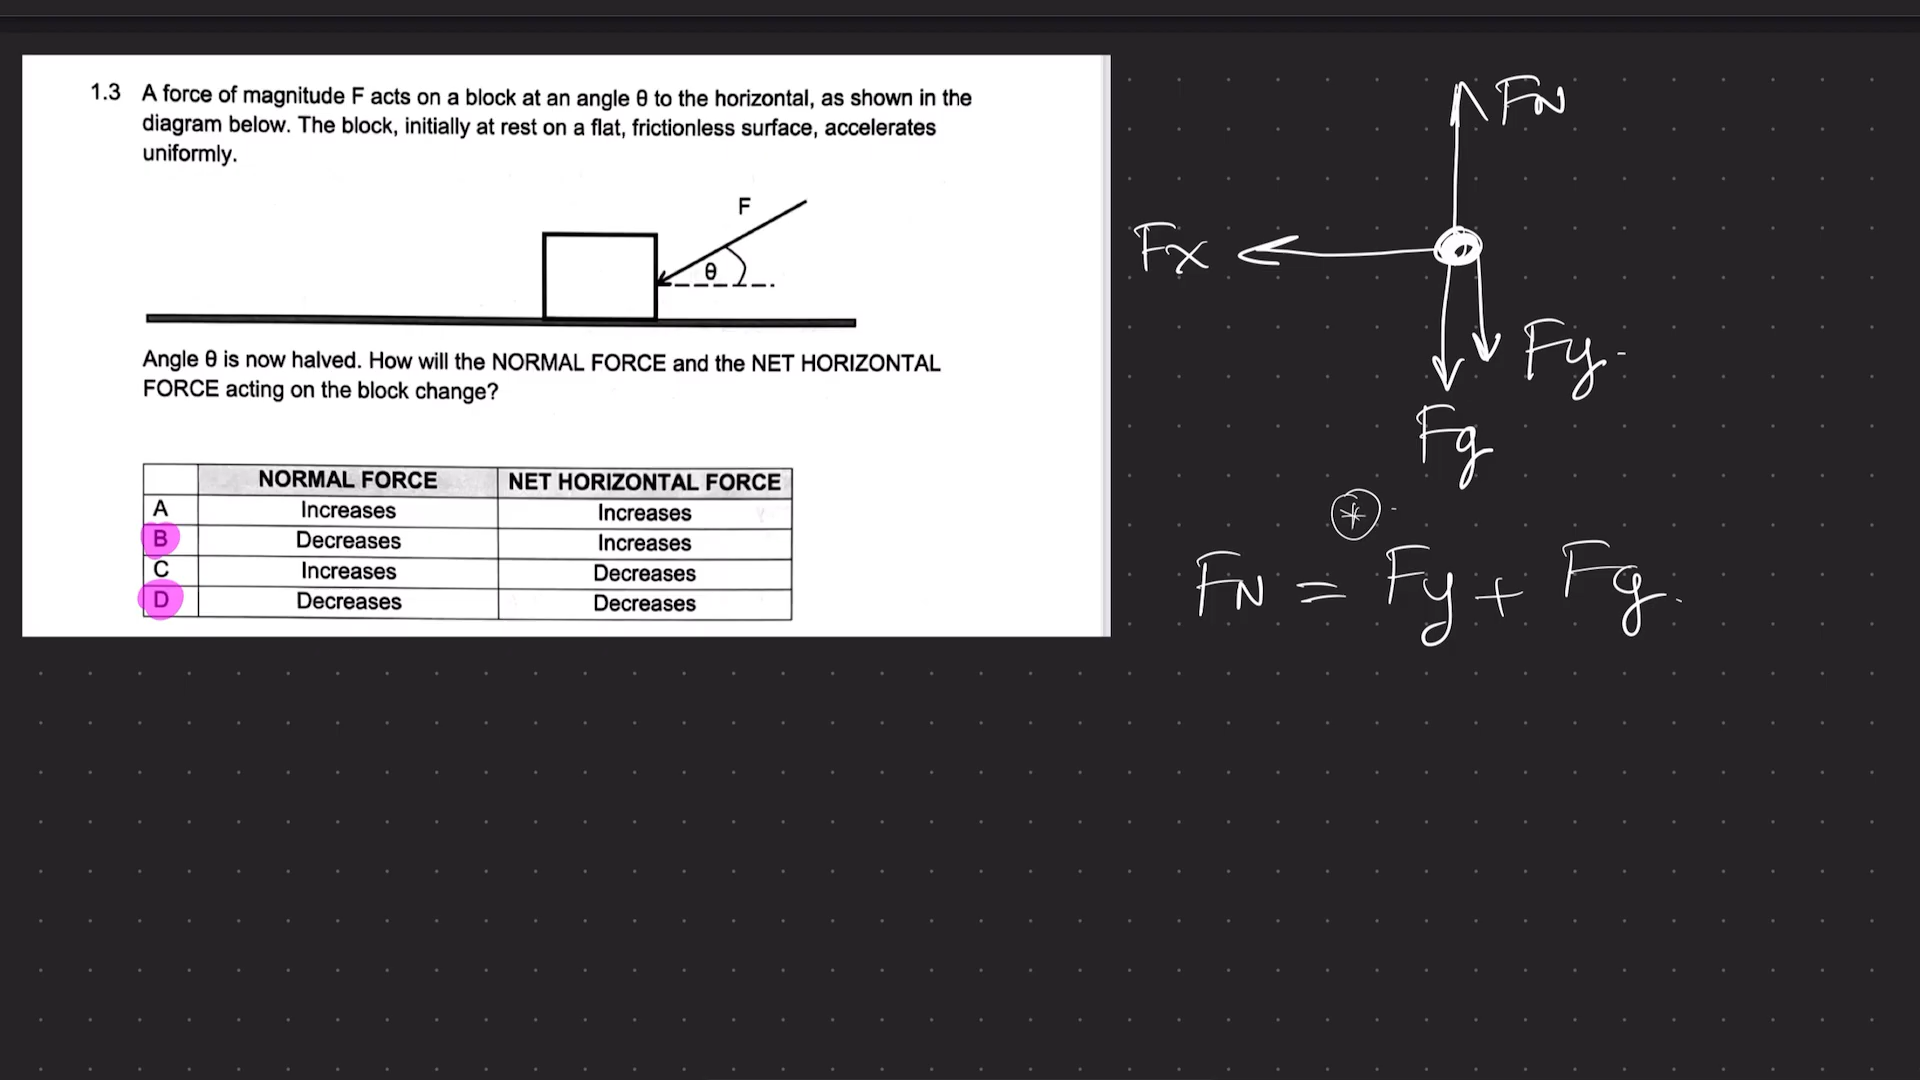 1.3 A force of magnitude F acts on a block at an angle θ to the horizontal, as shown in the
diagram below. The block, initially at rest on a flat, frictionless surface, accelerates
uniformly.
F
θ
Angle θ is now halved. How will the NORMAL FORCE and the NET HORIZONTAL
FORCE acting on the block change?
NORMAL FORCE NET HORIZONTAL FORCE
A Increases Increases
B Decreases Increases
C Increases Decreases
D Decreases Decreases
FN
Fx
Fy
Fg
*
FN = Fy + Fg